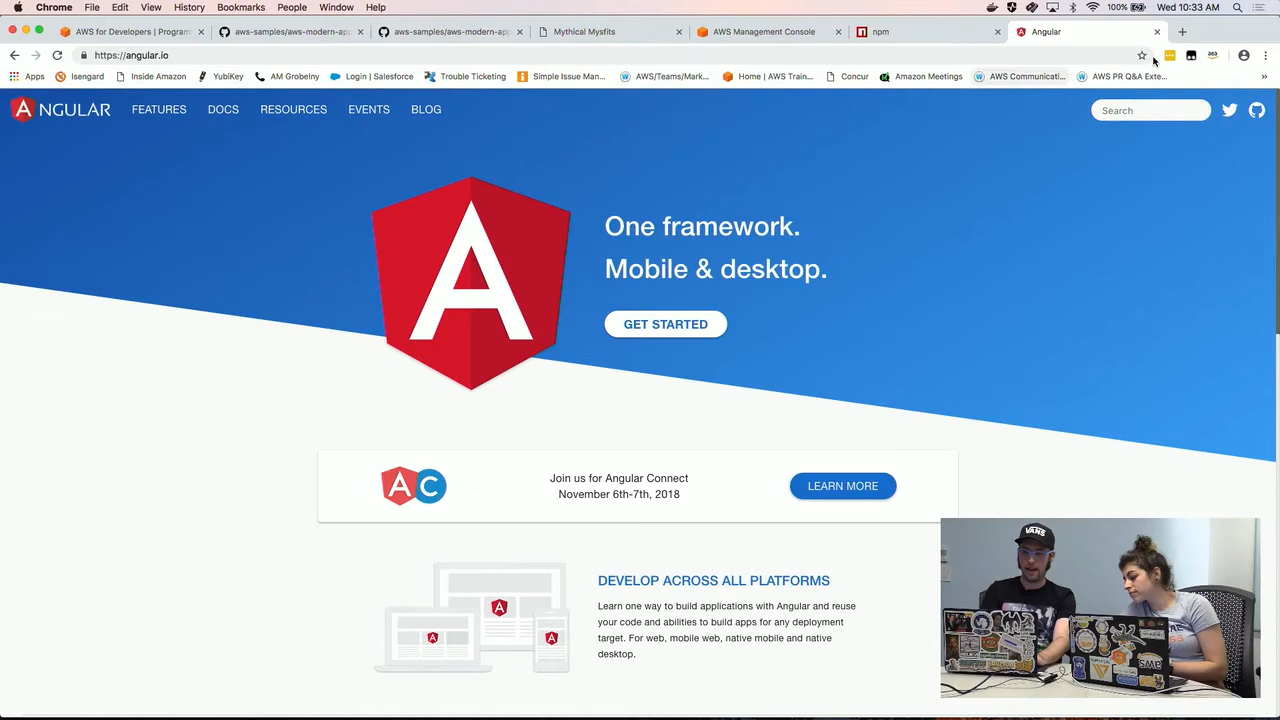 Chrome File Edit View History Bookmarks People Window Help 100% Wed 10:33 AM
AWS for Developers | Program aws-samples/aws-modern-app aws-samples/aws-modern-app Mythical Mysfits AWS Management Console npm Angular
https://angular.io
Apps Isengard Inside Amazon YubiKey AM Grobelny Login | Salesforce Trouble Ticketing Simple Issue Man... AWS/Teams/Mark... Home | AWS Train... Concur Amazon Meetings AWS Communicati... AWS PR Q&A Exte...
NGULAR FEATURES DOCS RESOURCES EVENTS BLOG Search
A
One framework.
Mobile & desktop.
GET STARTED
A C
Join us for Angular Connect
November 6th-7th, 2018
LEARN MORE
DEVELOP ACROSS ALL PLATFORMS
Learn one way to build applications with Angular and reuse
your code and abilities to build apps for any deployment
target. For web, mobile web, native mobile and native
desktop.
VANS
aws